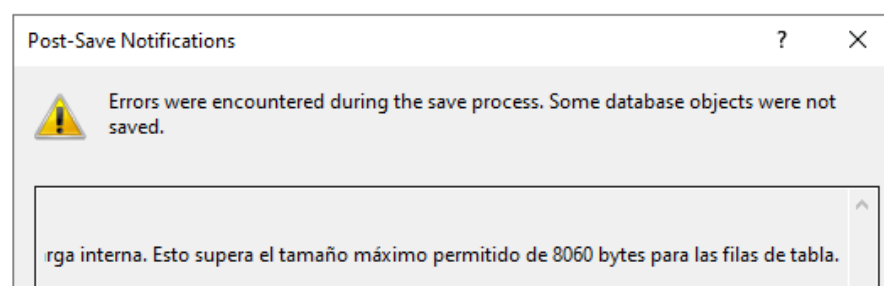 Post-Save Notifications ?
Errors were encountered during the save process. Some database objects were not
saved.
interna. Esto supera el tamaño máximo permitido de 8060 bytes para las filas de tabla.